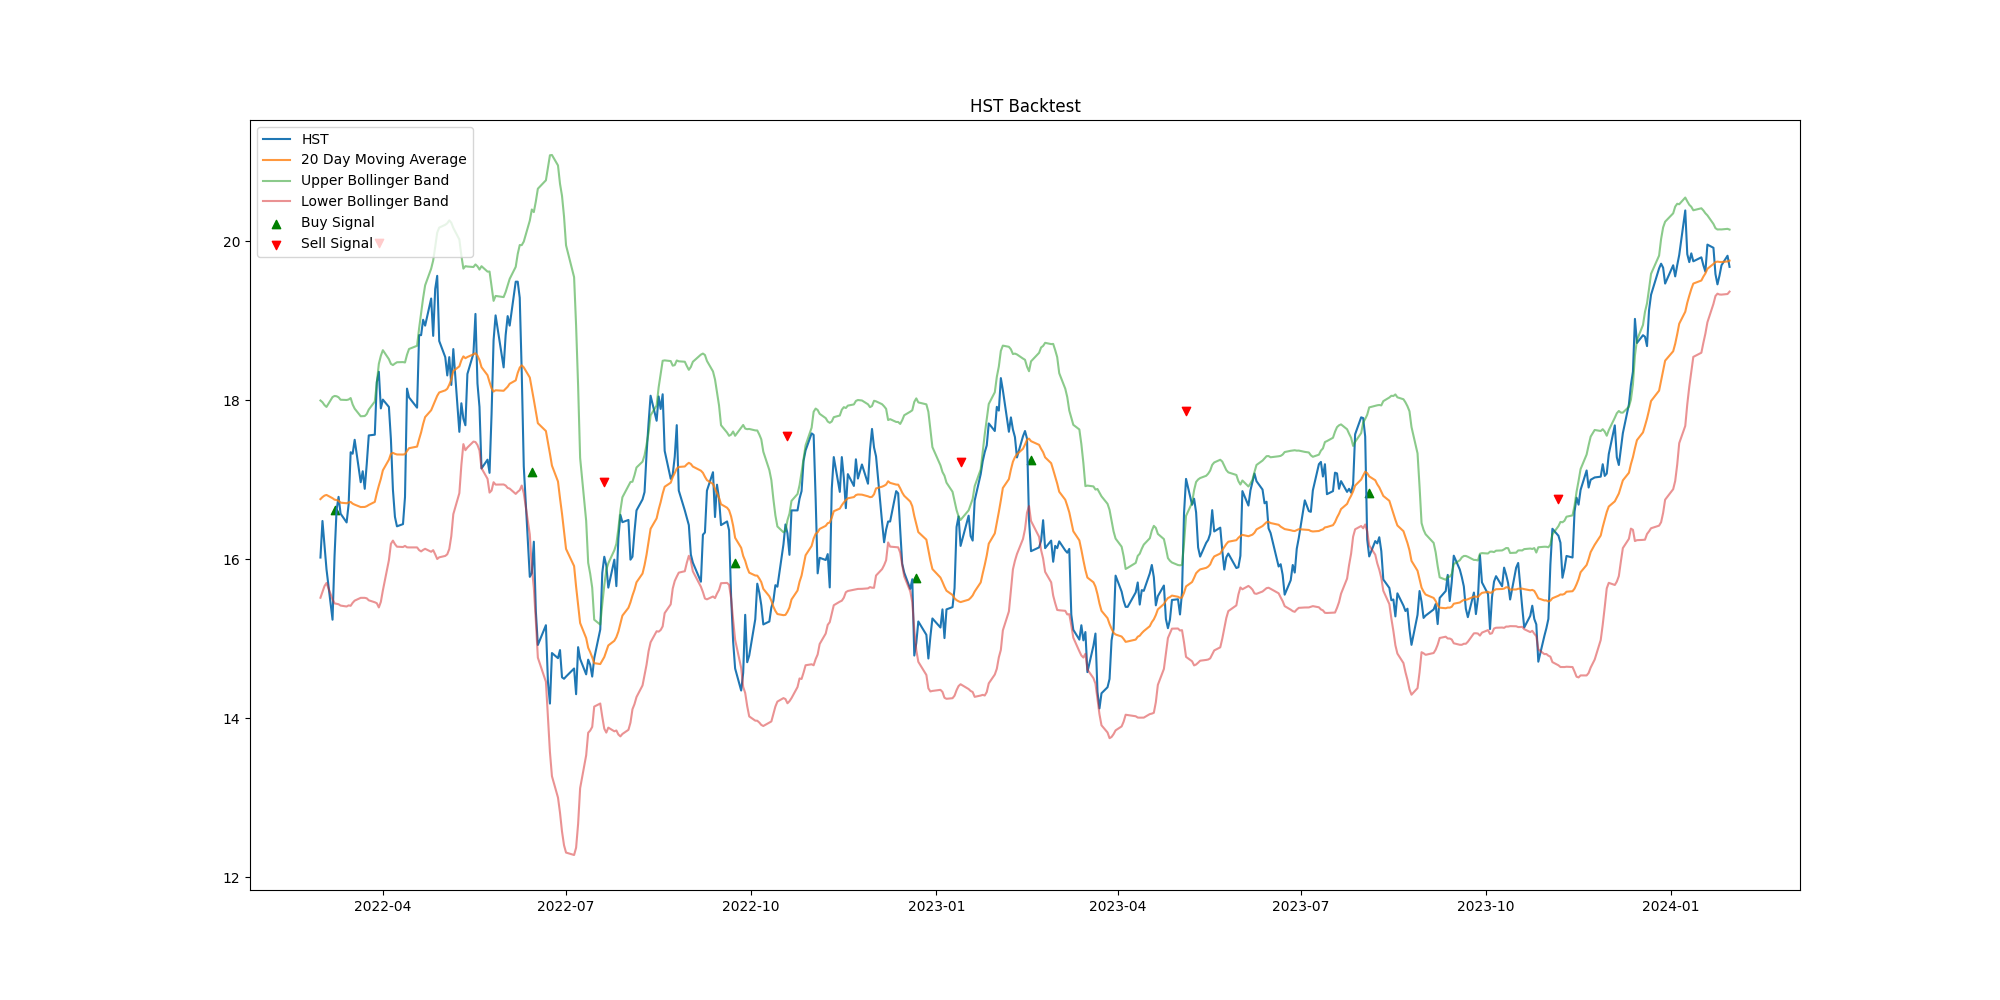 HST Backtest
HST
20 Day Moving Average
Upper Bollinger Band
Lower Bollinger Band
Buy Signal
Sell Signal
20
18
16
14
12
2022-04
2022-07
2022-10
2023-01
2023-04
2023-07
2023-10
2024-01